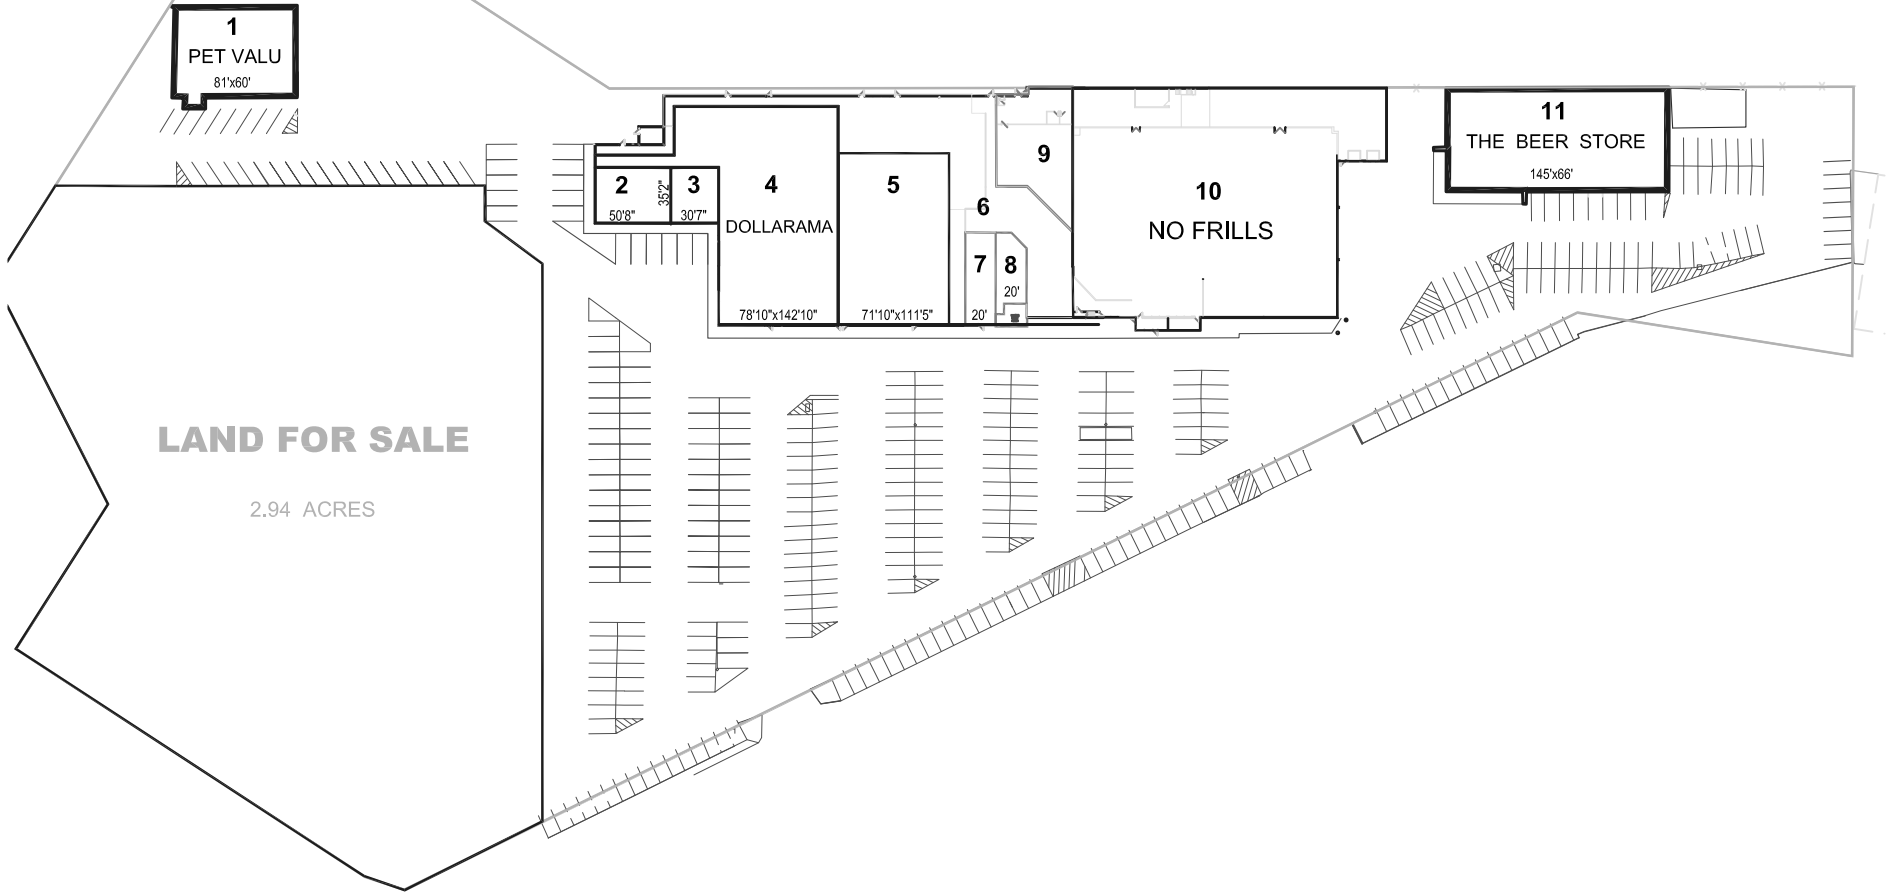 1
PET VALU
81'x60'
2
50'8"
35'2"
3
30'7"
4
DOLLARAMA
78'10"x142'10"
5
71'10"x111'5"
6
7
20'
8
20'
9
10
NO FRILLS
11
THE BEER STORE
145'x66'
LAND FOR SALE
2.94 ACRES